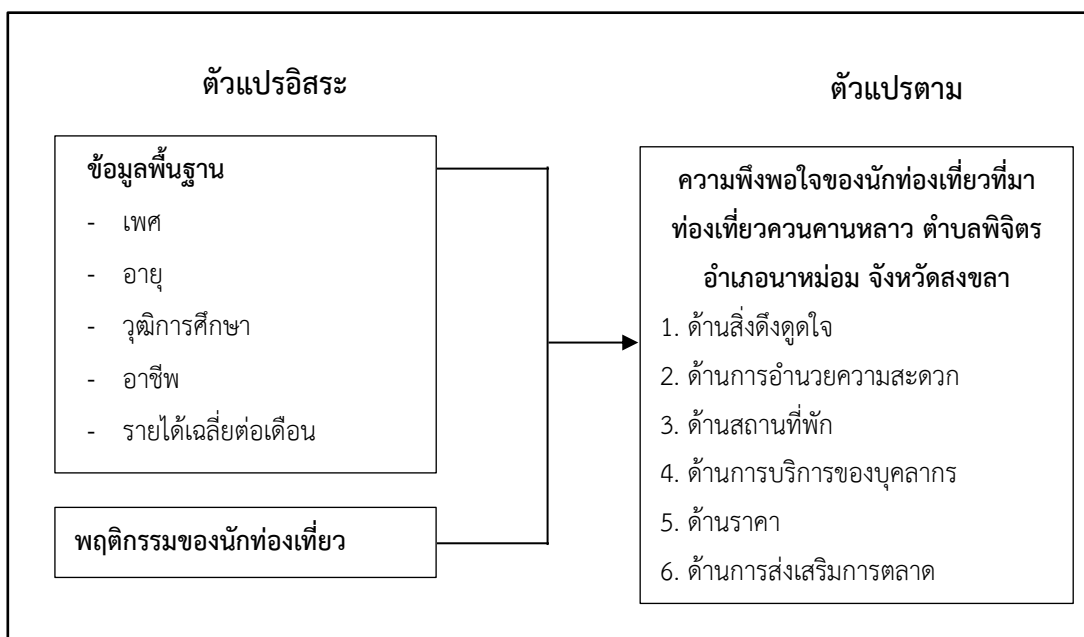 ตัวแปรอิสระ
ข้อมูลพื้นฐาน
- เพศ
- อายุ
- วุฒิการศึกษา
- อาชีพ
- รายได้เฉลี่ยต่อเดือน
พฤติกรรมของนักท่องเที่ยว
ตัวแปรตาม
ความพึงพอใจของนักท่องเที่ยวที่มา
ท่องเที่ยวควนคานหลาว ตำบลพิจิตร
อำเภอนาหม่อม จังหวัดสงขลา
1. ด้านสิ่งดึงดูดใจ
2. ด้านการอำนวยความสะดวก
3. ด้านสถานที่พัก
4. ด้านการบริการของบุคลากร
5. ด้านราคา
6. ด้านการส่งเสริมการตลาด